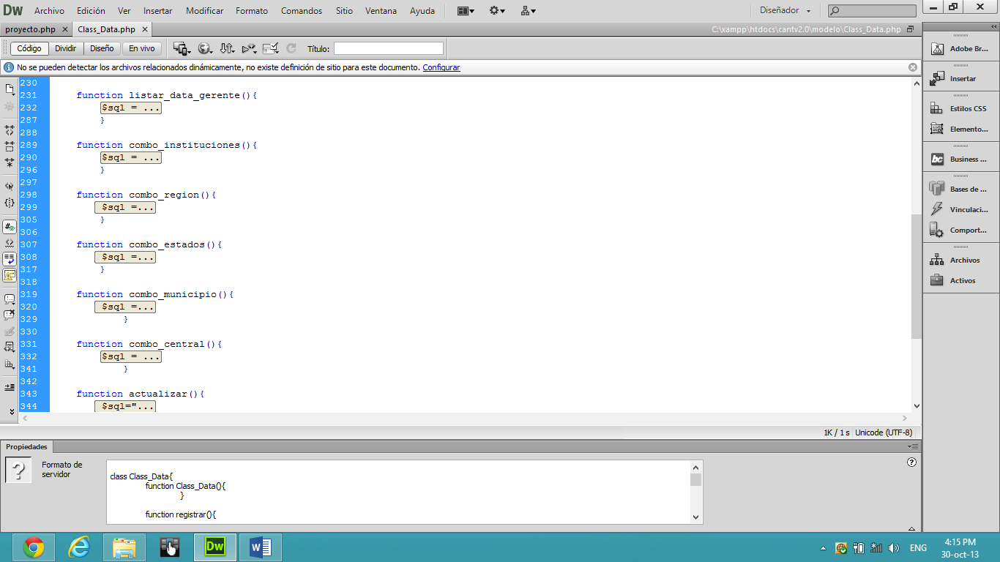 Dw Archivo Edición Ver Insertar Modificar Formato Comandos Sitio Ventana Ayuda Diseñador
proyecto.php Class_Data.php C:\xampp\htdocs\cantv2.0\modelo\Class_Data.php
Código Dividir Diseño En vivo Título:
No se pueden detectar los archivos relacionados dinámicamente, no existe definición de sitio para este documento. Configurar
230
231 function listar_data_gerente(){
232 $sql = ...
287 }
288
289 function combo_instituciones(){
290 $sql = ...
296 }
297
298 function combo_region(){
299 $sql =...
305 }
306
307 function combo_estados(){
308 $sql =...
317 }
318
319 function combo_municipio(){
320 $sql =...
329 }
330
331 function combo_central(){
332 $sql = ...
341 }
342
343 function actualizar(){
344 $sql="...
1K / 1 s Unicode (UTF-8)
Adobe Br...
Insertar
Estilos CSS
Elemento...
bc Business ...
Bases de ...
Vinculaci...
Comport...
Archivos
Activos
Propiedades
? Formato de
servidor
class Class_Data{
function Class_Data(){
}
function registrar(){
Dw W ENG 4:15 PM
30-oct-13